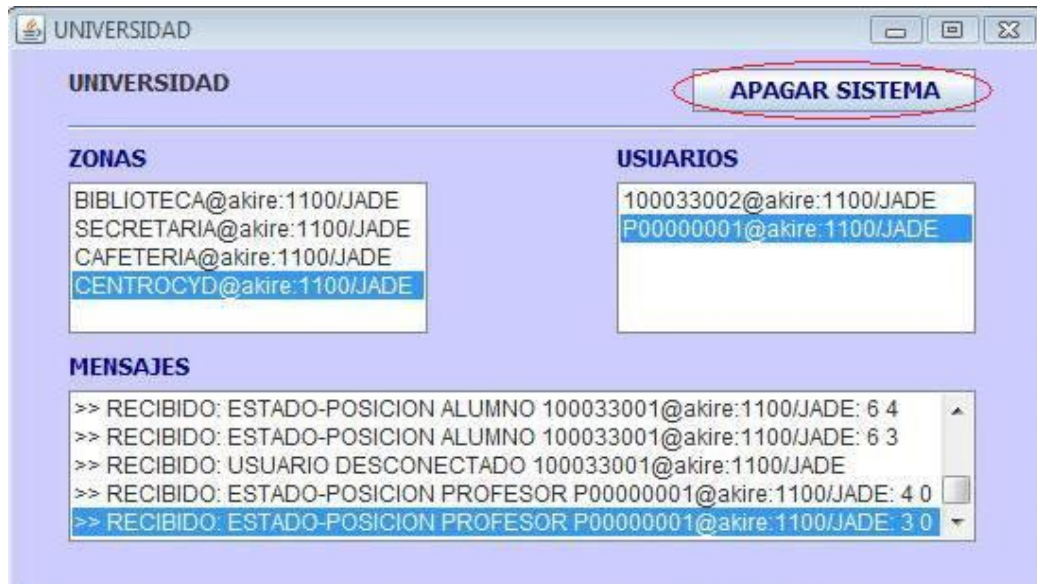 UNIVERSIDAD
UNIVERSIDAD
APAGAR SISTEMA
ZONAS
USUARIOS
BIBLIOTECA@akire:1100/JADE
SECRETARIA@akire:1100/JADE
CAFETERIA@akire:1100/JADE
CENTROCYD@akire:1100/JADE
100033002@akire:1100/JADE
P00000001@akire:1100/JADE
MENSAJES
>> RECIBIDO: ESTADO-POSICION ALUMNO 100033001@akire:1100/JADE: 6 4
>> RECIBIDO: ESTADO-POSICION ALUMNO 100033001@akire:1100/JADE: 6 3
>> RECIBIDO: USUARIO DESCONECTADO 100033001@akire:1100/JADE
>> RECIBIDO: ESTADO-POSICION PROFESOR P00000001@akire:1100/JADE: 4 0
>> RECIBIDO: ESTADO-POSICION PROFESOR P00000001@akire:1100/JADE: 3 0